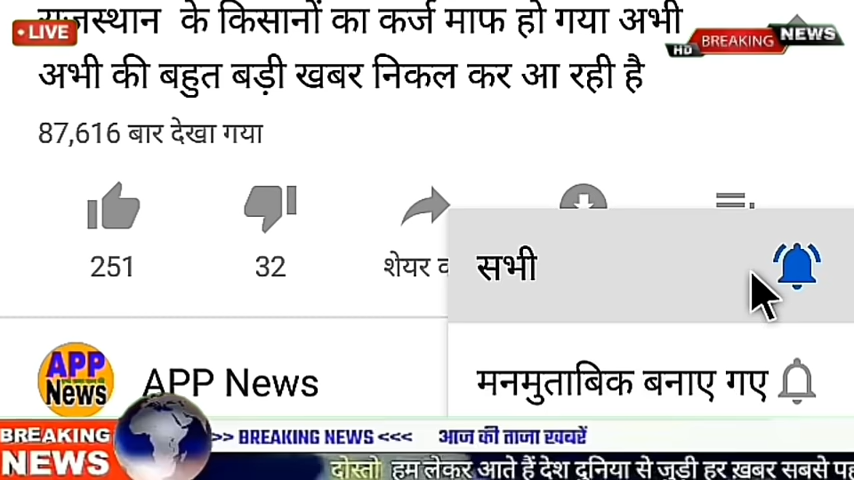 LIVE
राजस्थान के किसानों का कर्ज माफ हो गया अभी
HD BREAKING NEWS
अभी की बहुत बड़ी खबर निकल कर आ रही है
87,616 बार देखा गया
251
32
शेयर
सभी
APP News
APP News
मनमुताबिक बनाए गए
BREAKING NEWS
>> BREAKING NEWS <<< आज की ताजा खबरें
दोस्तो हम लेकर आते हैं देश दुनिया से जुड़ी हर ख़बर सबसे